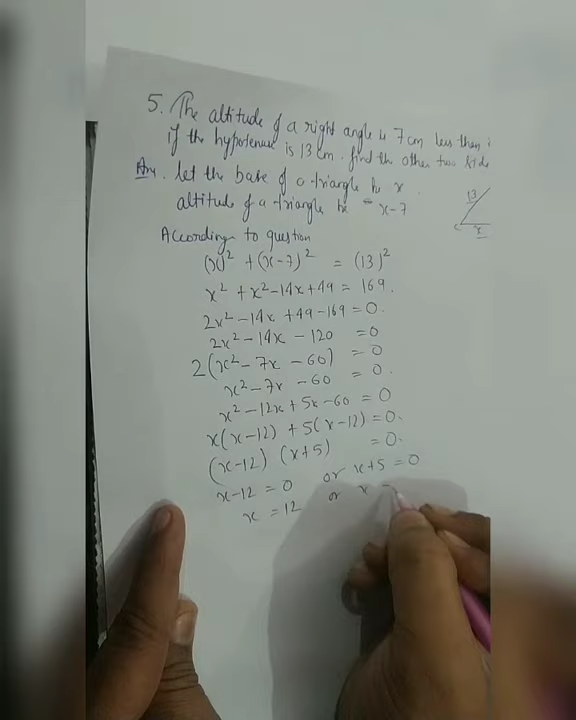 5. The altitude of a right angle is 7cm less then
if the hypotenuse is 13 cm. find the other two side
Ans. let the base of a triangle be x.
altitude of a triangle be = x-7
13
x
According to question
(x)² + (x-7)² = (13)²
x² + x² - 14x + 49 = 169.
2x² - 14x + 49 - 169 = 0.
2x² - 14x - 120 = 0
2(x² - 7x - 60) = 0
x² - 7x - 60 = 0.
x² - 12x + 5x - 60 = 0
x(x-12) + 5(x-12) = 0.
(x-12) (x+5) = 0.
x-12 = 0 or x+5 = 0
x = 12 or x =